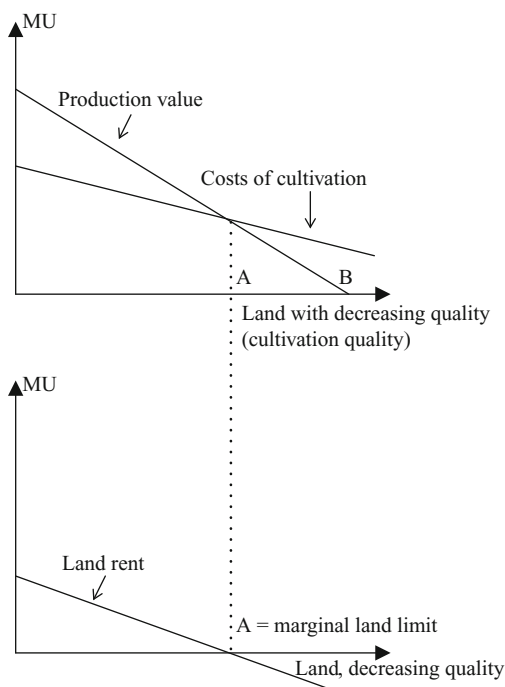 MU
Production value
Costs of cultivation
A
B
Land with decreasing quality
(cultivation quality)
MU
Land rent
A = marginal land limit
Land, decreasing quality